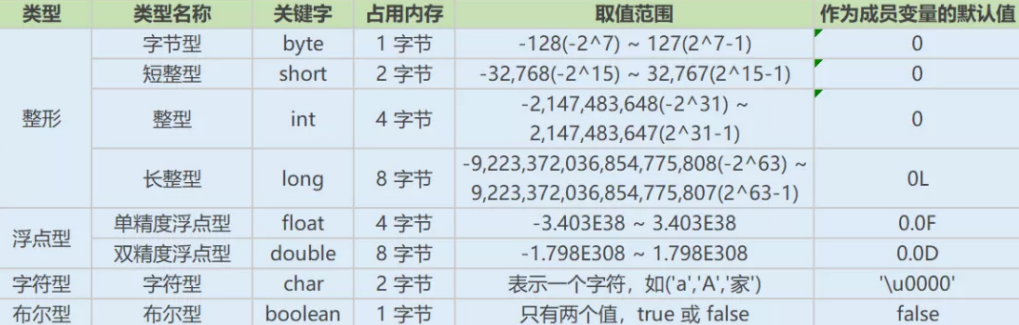 类型 类型名称 关键字 占用内存 取值范围 作为成员变量的默认值
整形
字节型 byte 1 字节 -128(-2^7) ~ 127(2^7-1) 0
短整型 short 2 字节 -32,768(-2^15) ~ 32,767(2^15-1) 0
整型 int 4 字节 -2,147,483,648(-2^31) ~
2,147,483,647(2^31-1) 0
长整型 long 8 字节 -9,223,372,036,854,775,808(-2^63) ~
9,223,372,036,854,775,807(2^63-1) 0L
浮点型
单精度浮点型 float 4 字节 -3.403E38 ~ 3.403E38 0.0F
双精度浮点型 double 8 字节 -1.798E308 ~ 1.798E308 0.0D
字符型 字符型 char 2 字节 表示一个字符，如('a','A','家') '\u0000'
布尔型 布尔型 boolean 1 字节 只有两个值，true 或 false false